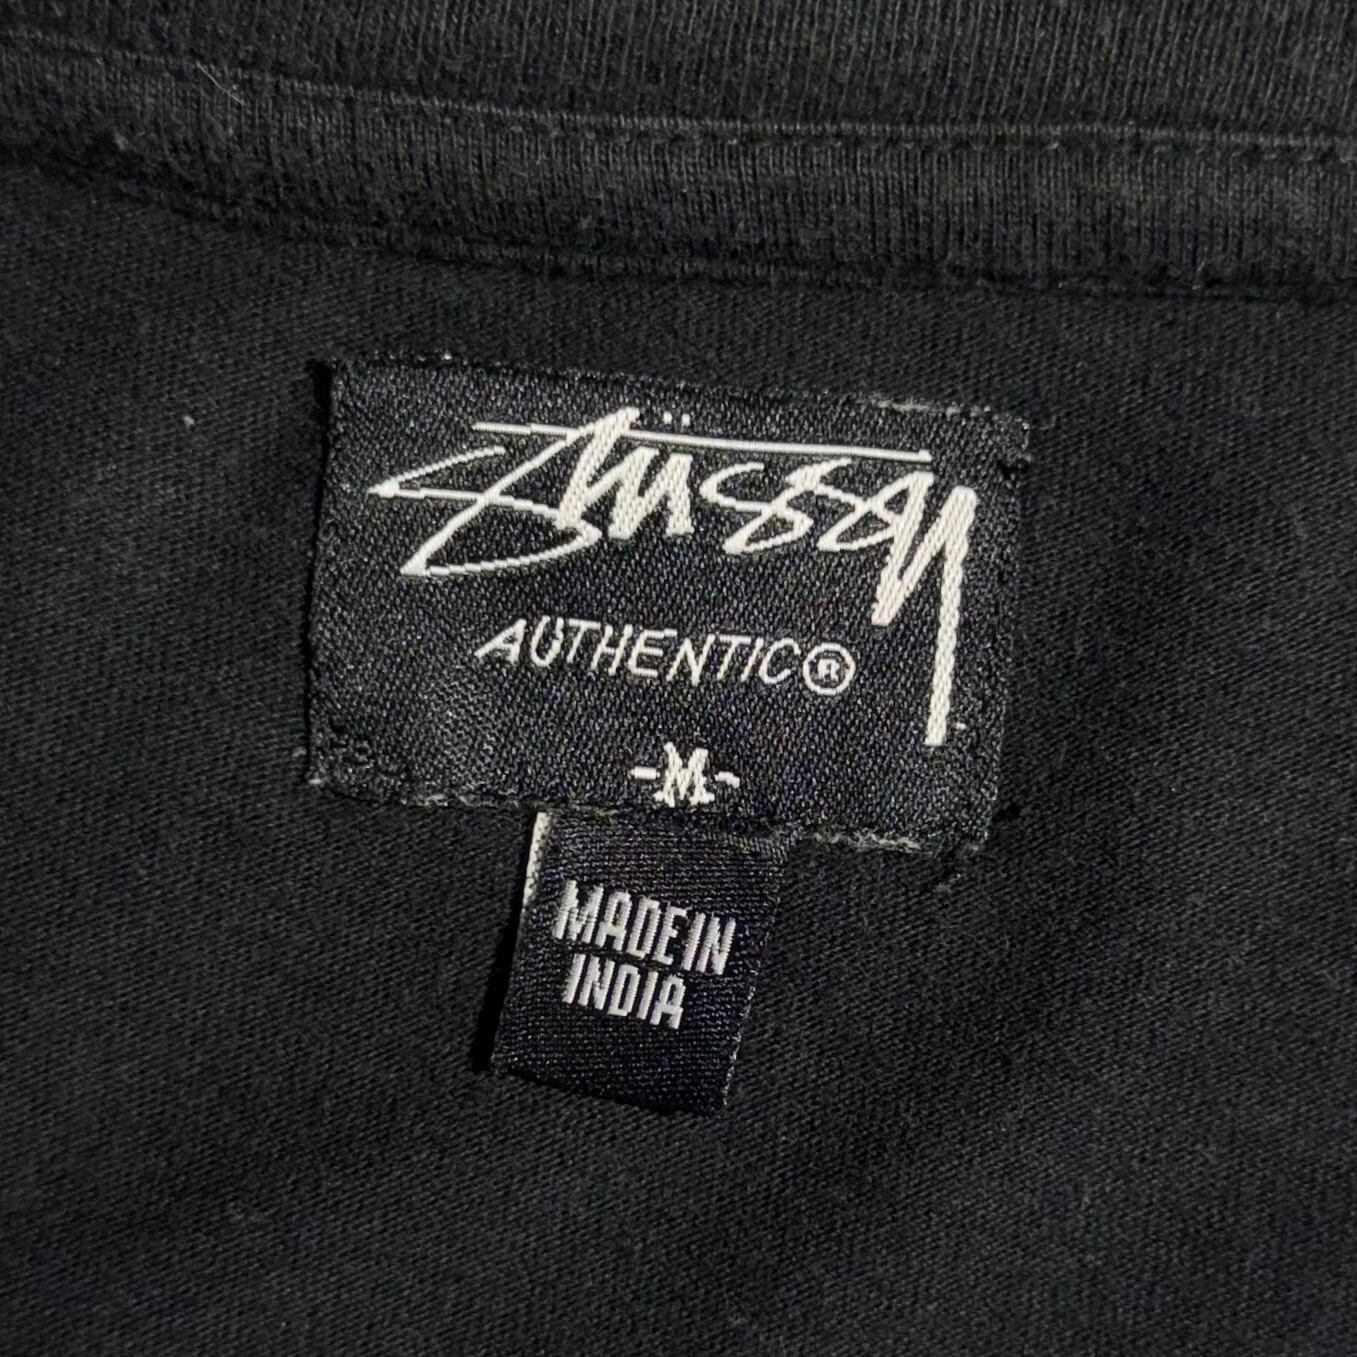 Stüssy
AUTHENTIC®
-M-
MADE IN
INDIA